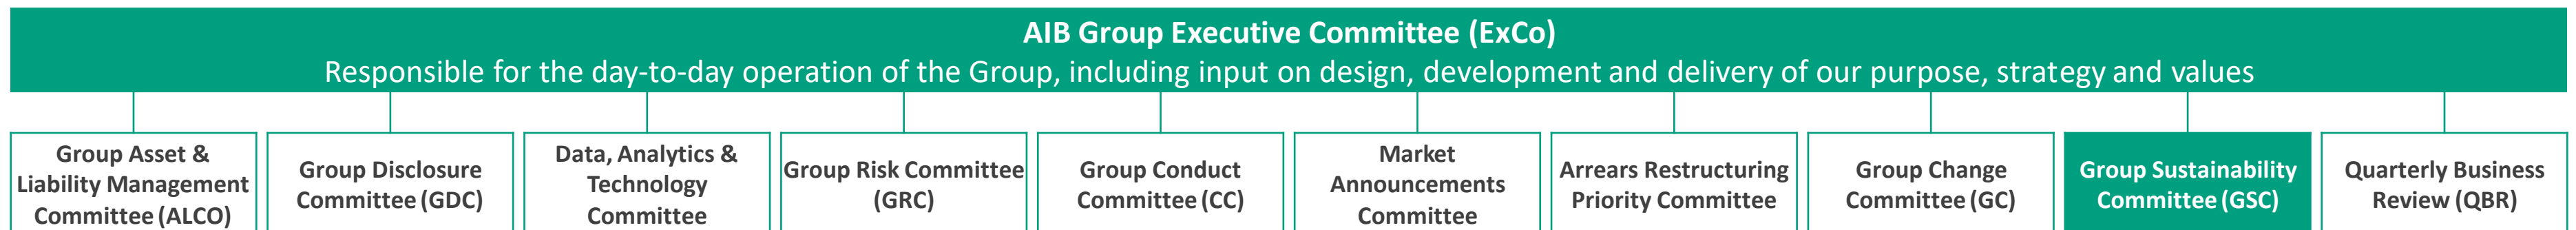 AIB Group Executive Committee (ExCo)
Responsible for the day-to-day operation of the Group, including input on design, development and delivery of our purpose, strategy and values
Group Asset &
Liability Management
Committee (ALCO)
Group Disclosure
Committee (GDC)
Data, Analytics &
Technology
Committee
Group Risk Committee
(GRC)
Group Conduct
Committee (CC)
Market
Announcements
Committee
Arrears Restructuring
Priority Committee
Group Change
Committee (GC)
Group Sustainability
Committee (GSC)
Quarterly Business
Review (QBR)